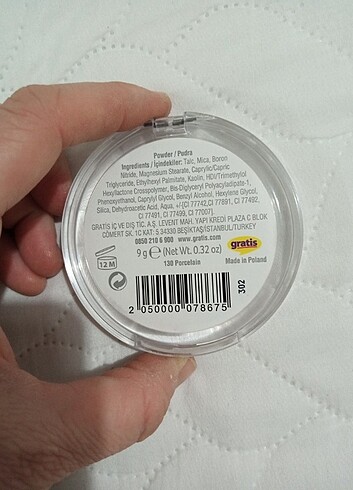 Powder / Pudra
Ingredients / İçindekiler: Talc, Mica, Boron
Nitride, Magnesium Stearate, Caprylic/Capric
Triglyceride, Ethylhexyl Palmitate, Kaolin, HDI/Trimethylol
Hexyllactone Crosspolymer, Bis-Diglyceryl Polyacyladipate-1,
Phenoxyethanol, Caprylyl Glycol, Benzyl Alcohol, Hexylene Glycol,
Silica, Dehydroacetic Acid, Aqua, +/-[CI 77742,CI 77891, CI 77492,
CI 77491, CI 77499, CI 77007].
GRATİS İÇ VE DIŞ TİC. A.Ş. LEVENT MAH. YAPI KREDİ PLAZA C BLOK
CÖMERT SK. 1C KAT: 5 34330 BEŞİKTAŞ/İSTANBUL/TURKEY
0850 210 6 900 www.gratis.com
9 g ℮ (Net Wt. 0.32 oz)
gratis
130 Porcelain
Made in Poland
12 M
302
2 050000 078675